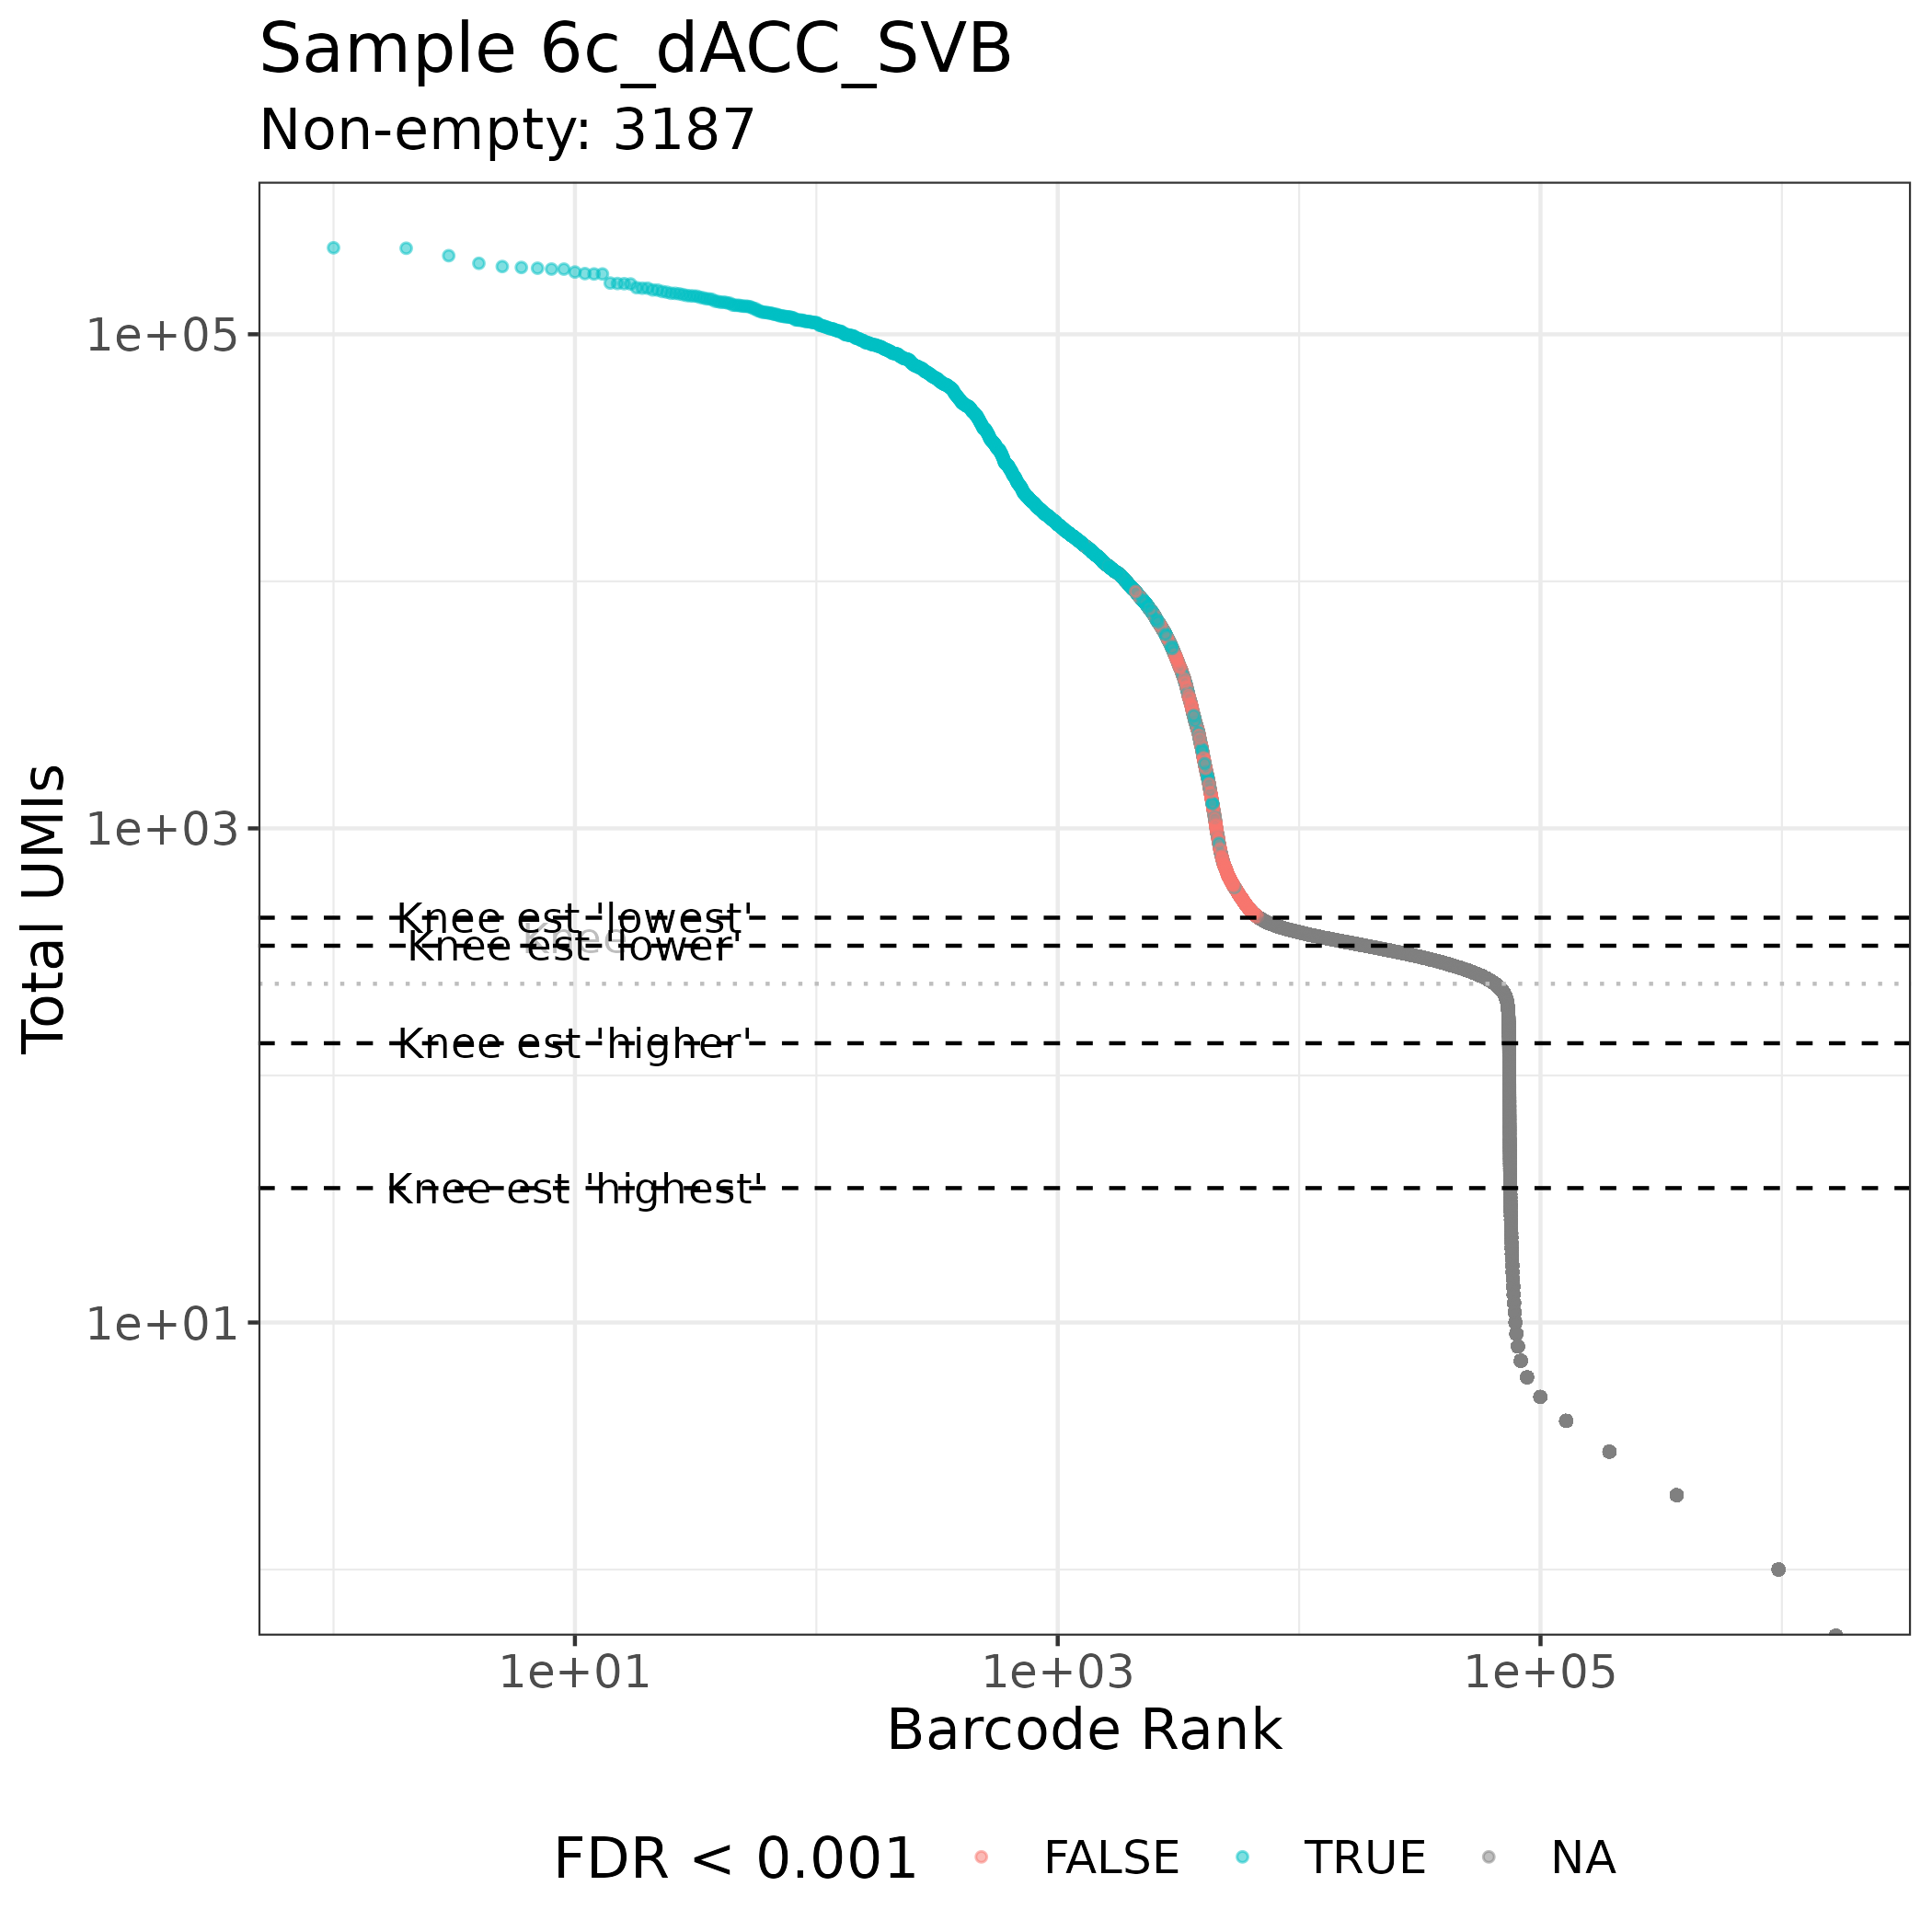 Sample 6c_dACC_SVB
Non-empty: 3187
Total UMIs
1e+05
1e+03
1e+01
Knee est 'lowest'
Knee
Knee est 'lower'
Knee est 'higher'
Knee est 'highest'
1e+01 1e+03 1e+05
Barcode Rank
FDR < 0.001 FALSE TRUE NA